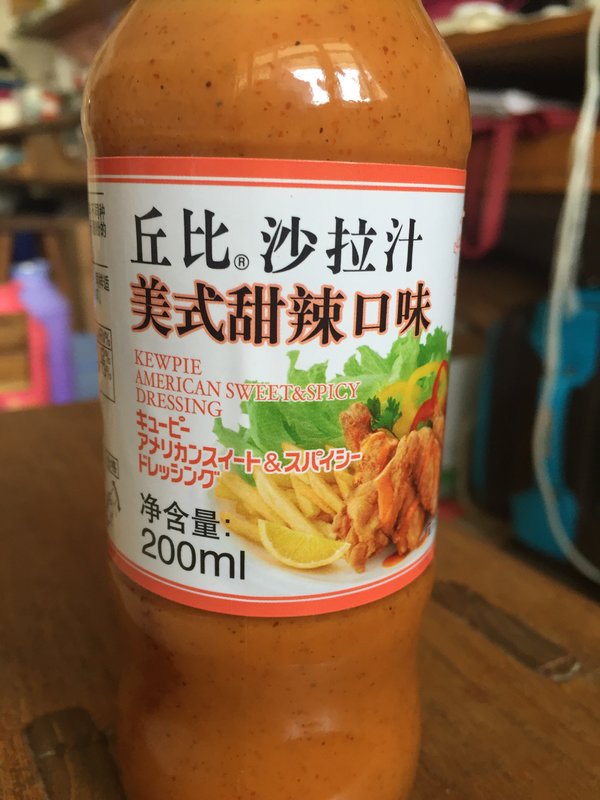 丘比® 沙拉汁
美式甜辣口味
KEWPIE
AMERICAN SWEET&SPICY
DRESSING
キューピー
アメリカンスイート&スパイシー
ドレッシング
净含量:
200ml